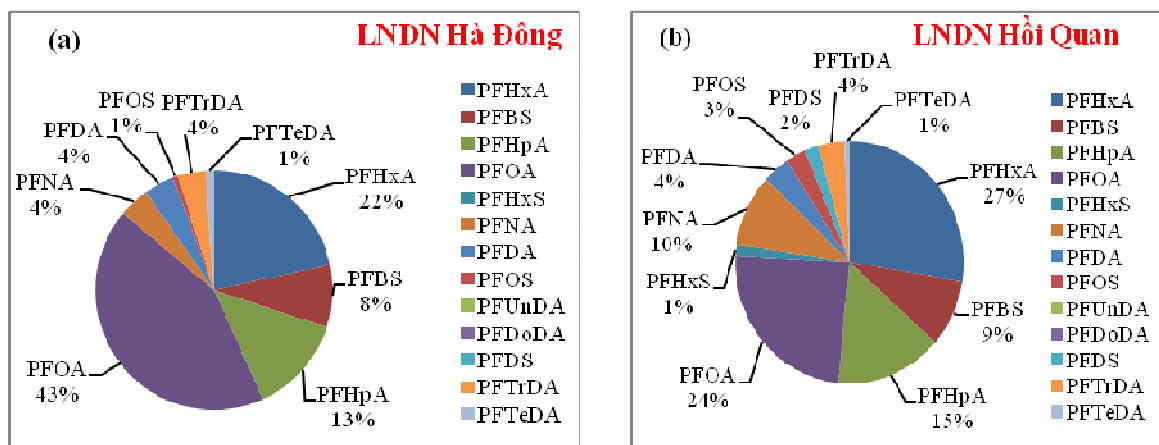 (a)
LNDN Hà Đông
PFOS
1%
PFTrDA
4%
PFTeDA
1%
PFDA
4%
PFNA
4%
PFHxA
22%
PFBS
8%
PFOA
43%
PFHpA
13%
PFHxA
PFBS
PFHpA
PFOA
PFHxS
PFNA
PFDA
PFOS
PFUnDA
PFDoDA
PFDS
PFTrDA
PFTeDA
(b)
LNDN Hồi Quan
PFTrDA
4%
PFOS
3%
PFDS
2%
PFTeDA
1%
PFDA
4%
PFHxA
27%
PFNA
10%
PFHxS
1%
PFBS
9%
PFOA
24%
PFHpA
15%
PFHxA
PFBS
PFHpA
PFOA
PFHxS
PFNA
PFDA
PFOS
PFUnDA
PFDoDA
PFDS
PFTrDA
PFTeDA